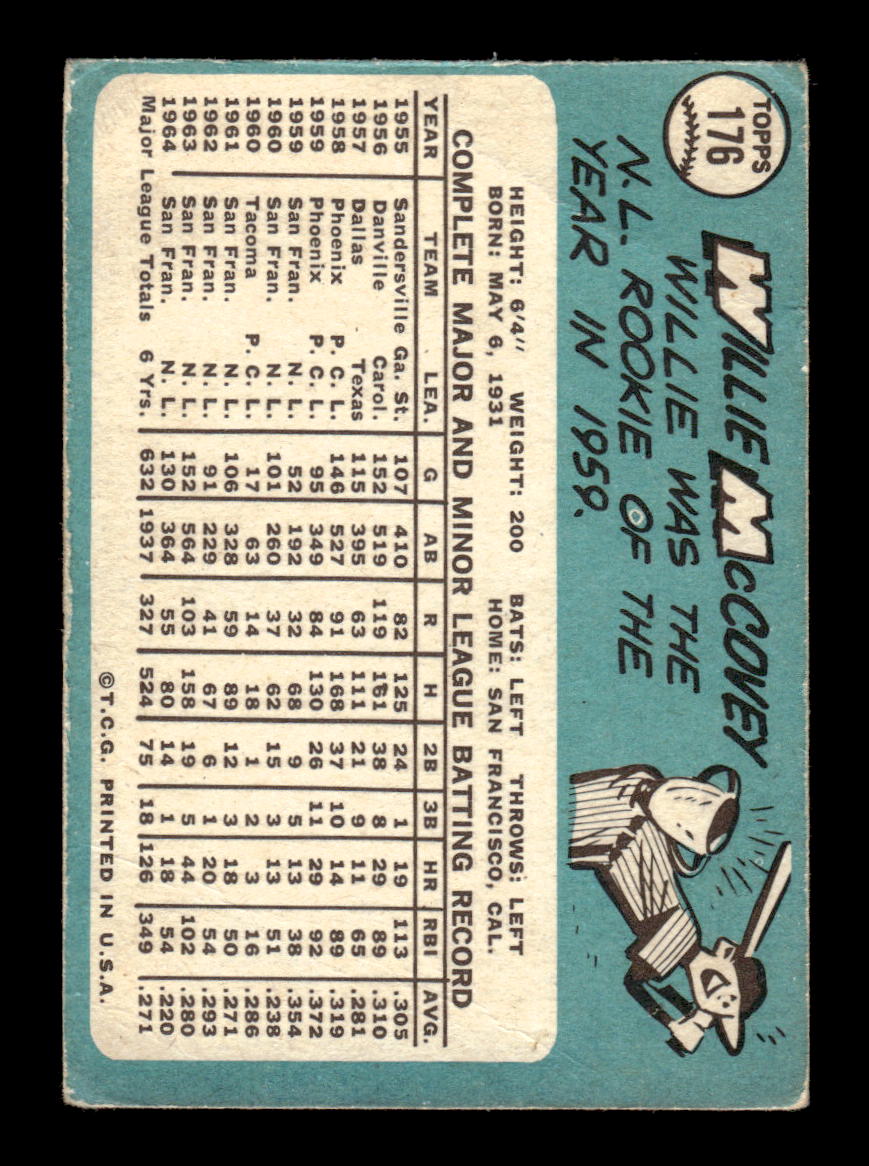 TOPPS
176
WILLIE McCOVEY
WILLIE WAS THE
N.L. ROOKIE OF THE
YEAR IN 1959.
HEIGHT: 6'4" WEIGHT: 200 BATS: LEFT THROWS: LEFT
BORN: MAY 6, 1931 HOME: SAN FRANCISCO, CAL.
COMPLETE MAJOR AND MINOR LEAGUE BATTING RECORD
YEAR TEAM LEA. G AB R H 2B 3B HR RBI AVG.
1955 Sandersville Ga. St. 107 410 82 125 24 1 19 113 .305
1956 Danville Carol. 152 519 119 161 38 8 29 89 .310
1957 Dallas Texas 115 395 63 111 21 9 11 65 .281
1958 Phoenix P. C. L. 146 527 91 168 37 10 14 89 .319
1959 Phoenix P. C. L. 95 349 84 130 26 11 29 92 .372
1959 San Fran. N. L. 52 192 32 68 9 5 13 38 .354
1960 San Fran. N. L. 101 260 37 62 15 3 13 51 .238
1960 Tacoma P. C. L. 17 63 14 18 1 2 3 16 .286
1961 San Fran. N. L. 106 328 59 89 12 3 18 50 .271
1962 San Fran. N. L. 91 229 41 67 6 1 20 54 .293
1963 San Fran. N. L. 152 564 103 158 19 5 44 102 .280
1964 San Fran. N. L. 130 364 55 80 14 1 18 54 .220
Major League Totals 6 Yrs. 632 1937 327 524 75 18 126 349 .271
©T.C.G. PRINTED IN U.S.A.